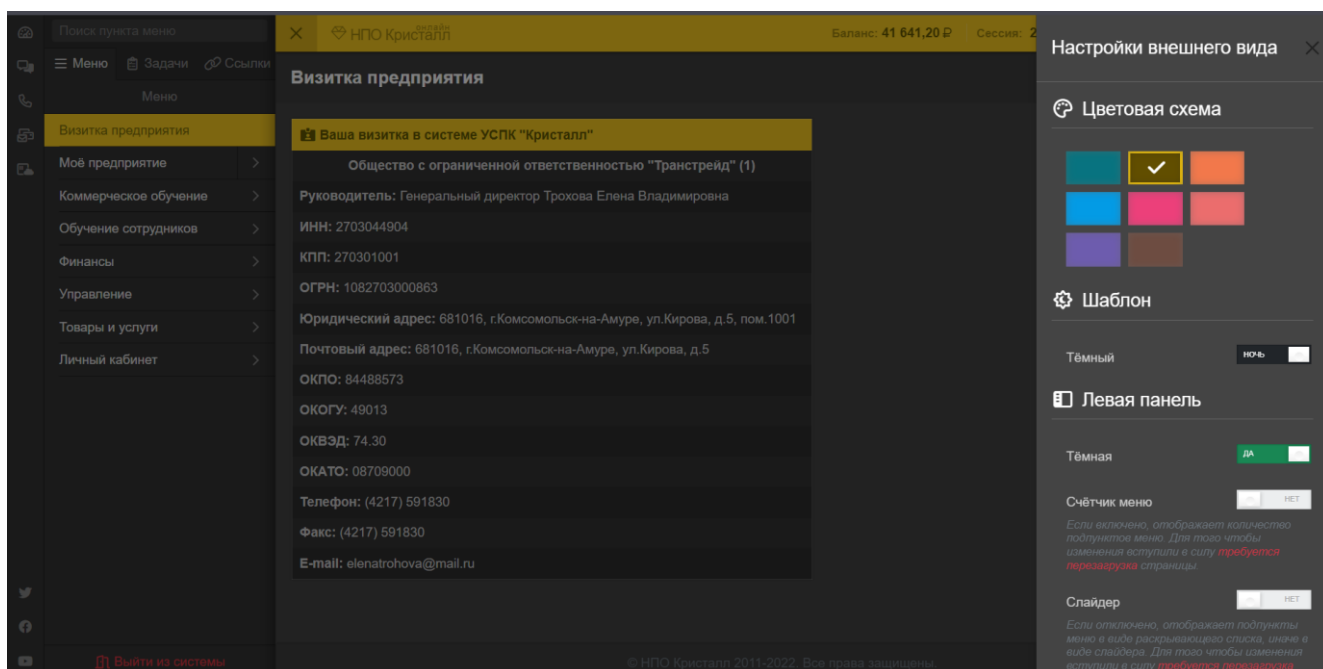 Поиск пункта меню
Меню
Задачи
Ссылки
Меню
Визитка предприятия
Моё предприятие
Коммерческое обучение
Обучение сотрудников
Финансы
Управление
Товары и услуги
Личный кабинет
Выйти из системы
НПО Кристалл
онлайн
Баланс: 41 641,20 ₽
Сессия: 2
Визитка предприятия
Ваша визитка в системе УСПК "Кристалл"
Общество с ограниченной ответственностью "Транстрейд" (1)
Руководитель: Генеральный директор Трохова Елена Владимировна
ИНН: 2703044904
КПП: 270301001
ОГРН: 1082703000863
Юридический адрес: 681016, г.Комсомольск-на-Амуре, ул.Кирова, д.5, пом.1001
Почтовый адрес: 681016, г.Комсомольск-на-Амуре, ул.Кирова, д.5
ОКПО: 84488573
ОКОГУ: 49013
ОКВЭД: 74.30
ОКАТО: 08709000
Телефон: (4217) 591830
Факс: (4217) 591830
E-mail: elenatrohova@mail.ru
© НПО Кристалл 2011-2022. Все права защищены.
Настройки внешнего вида
Цветовая схема
Шаблон
Тёмный
НОЧЬ
Левая панель
Тёмная
ДА
Счётчик меню
НЕТ
Если включено, отображает количество
подпунктов меню. Для того чтобы
изменения вступили в силу требуется
перезагрузка страницы.
Слайдер
НЕТ
Если отключено, отображает подпункты
меню в виде раскрывающего списка, иначе в
виде слайдера. Для того чтобы изменения
вступили в силу требуется перезагрузка